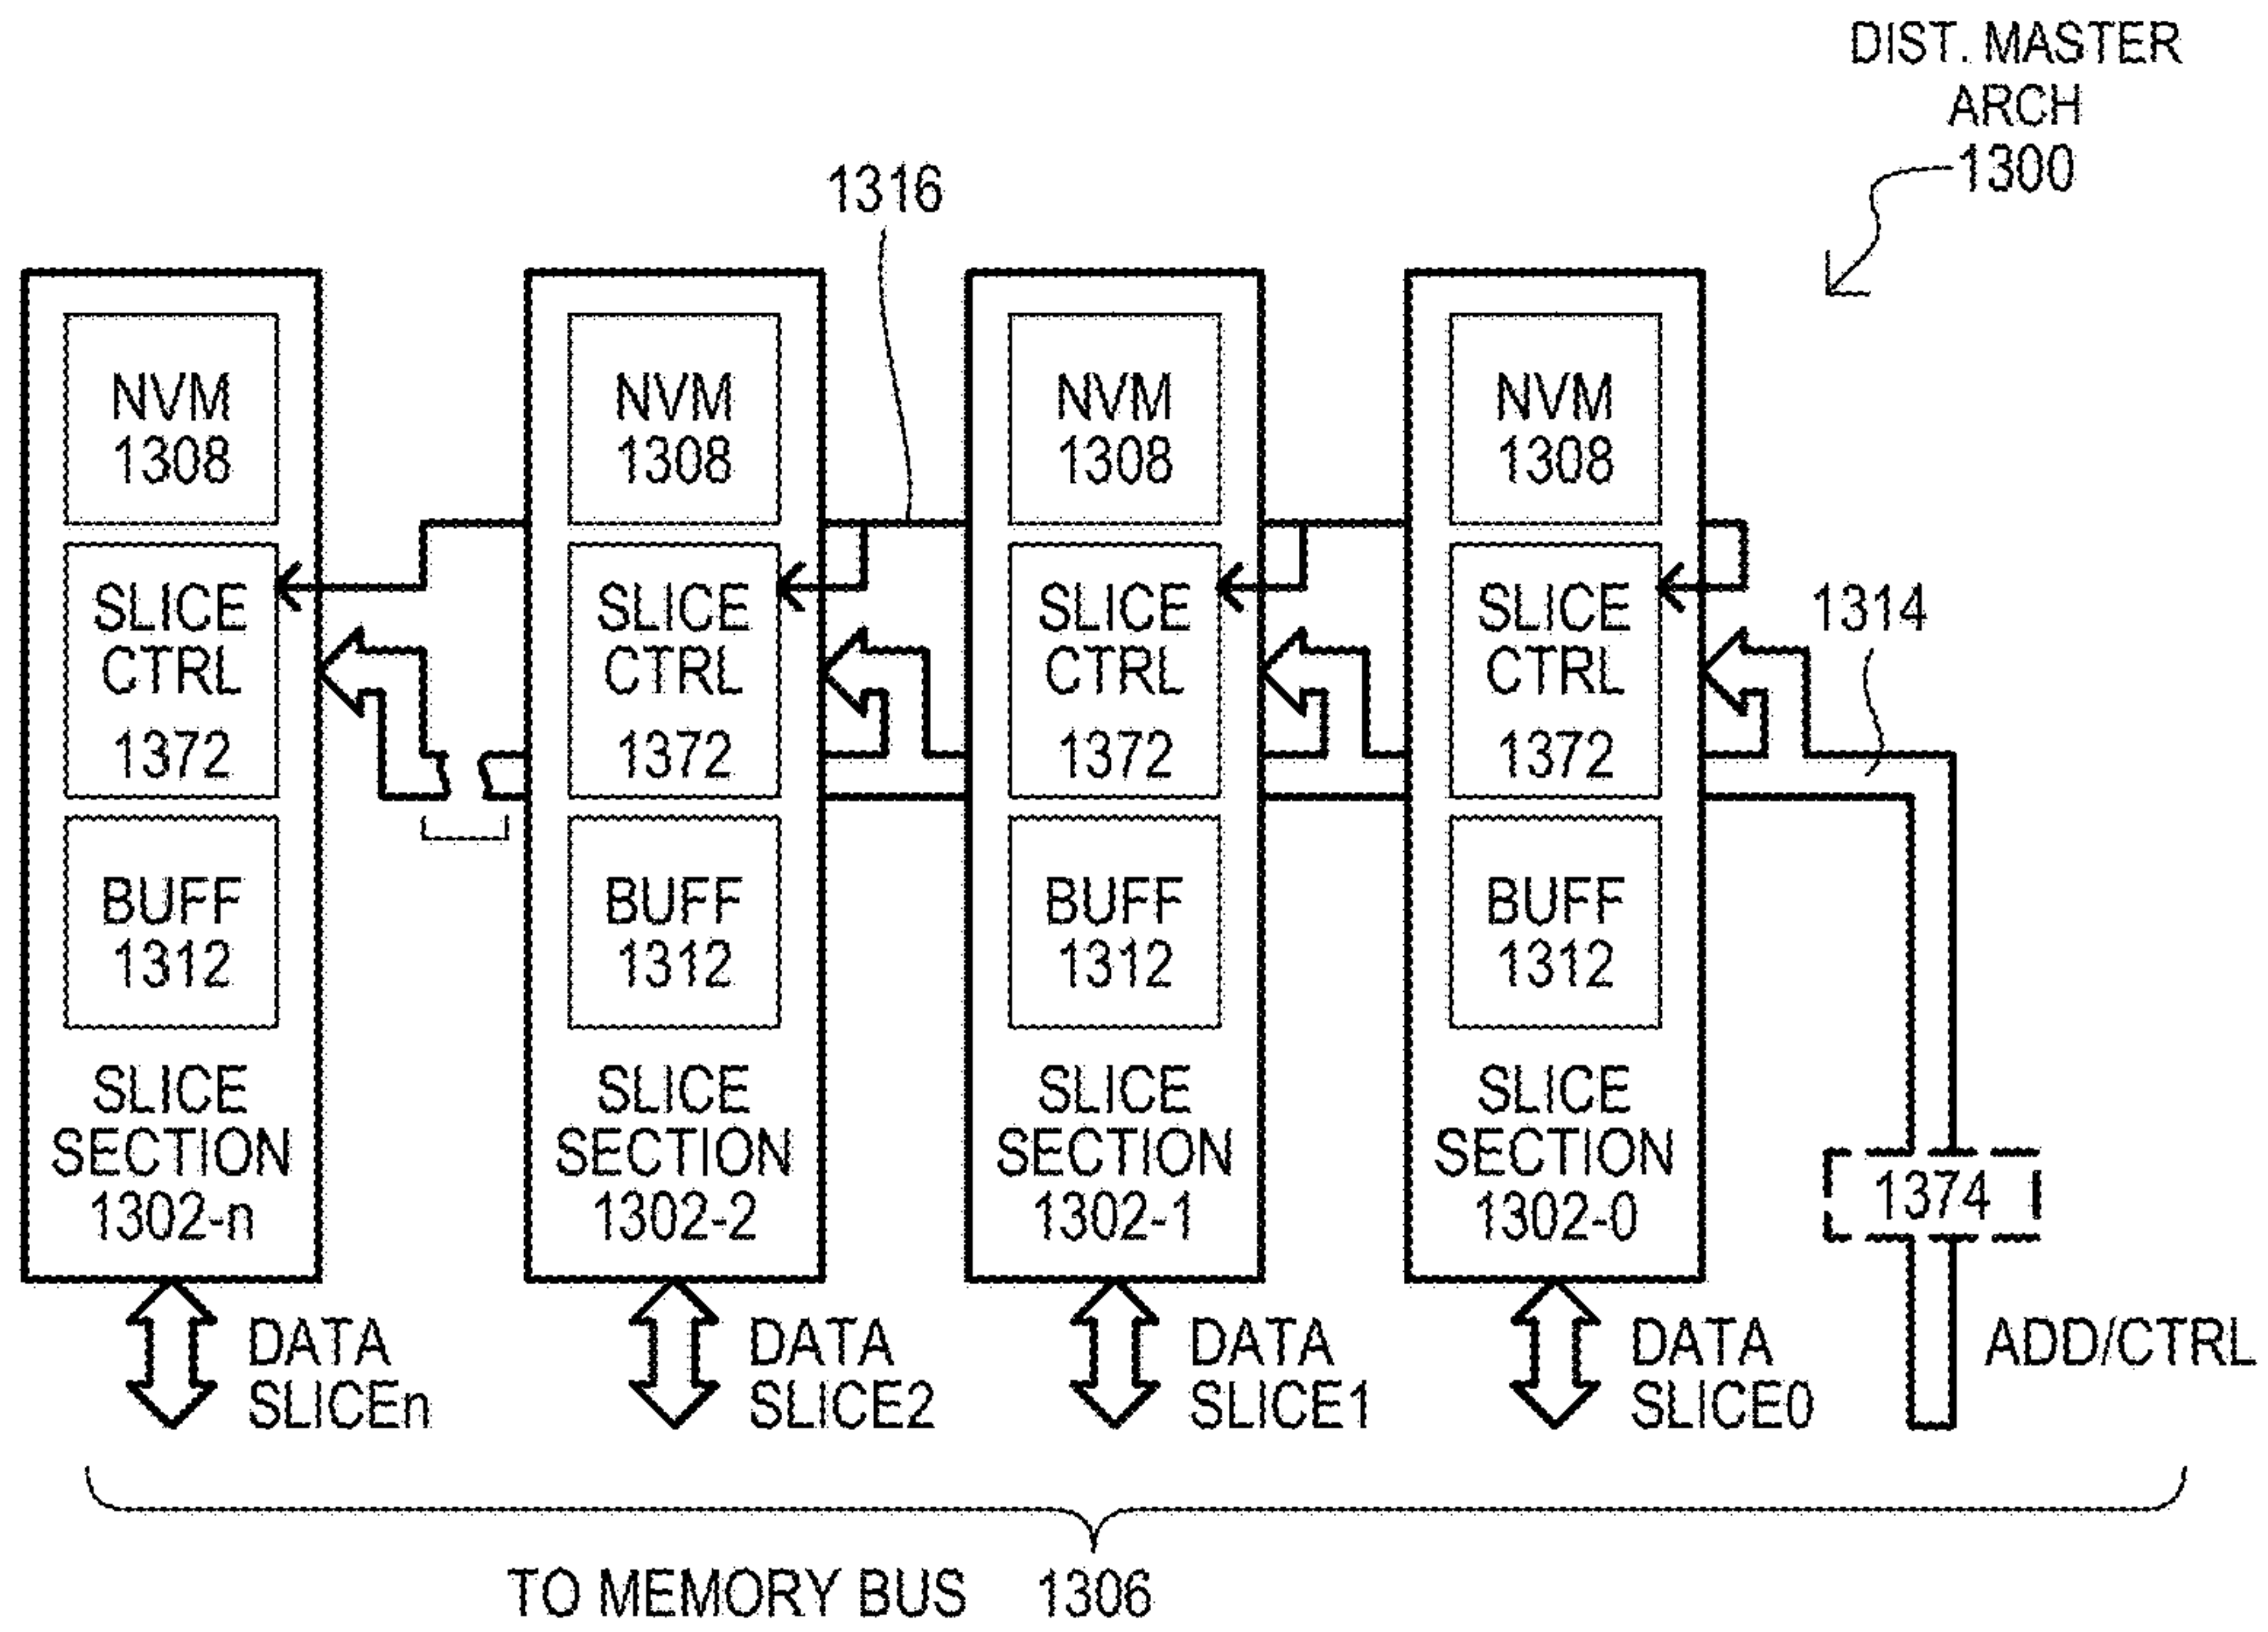 DIST. MASTER
ARCH
1300
1316
NVM
1308
SLICE
CTRL
1372
BUFF
1312
SLICE
SECTION
1302-n
NVM
1308
SLICE
CTRL
1372
BUFF
1312
SLICE
SECTION
1302-2
NVM
1308
SLICE
CTRL
1372
BUFF
1312
SLICE
SECTION
1302-1
NVM
1308
SLICE
CTRL
1372
BUFF
1312
SLICE
SECTION
1302-0
1314
1374
DATA
SLICEn
DATA
SLICE2
DATA
SLICE1
DATA
SLICE0
ADD/CTRL
TO MEMORY BUS 1306